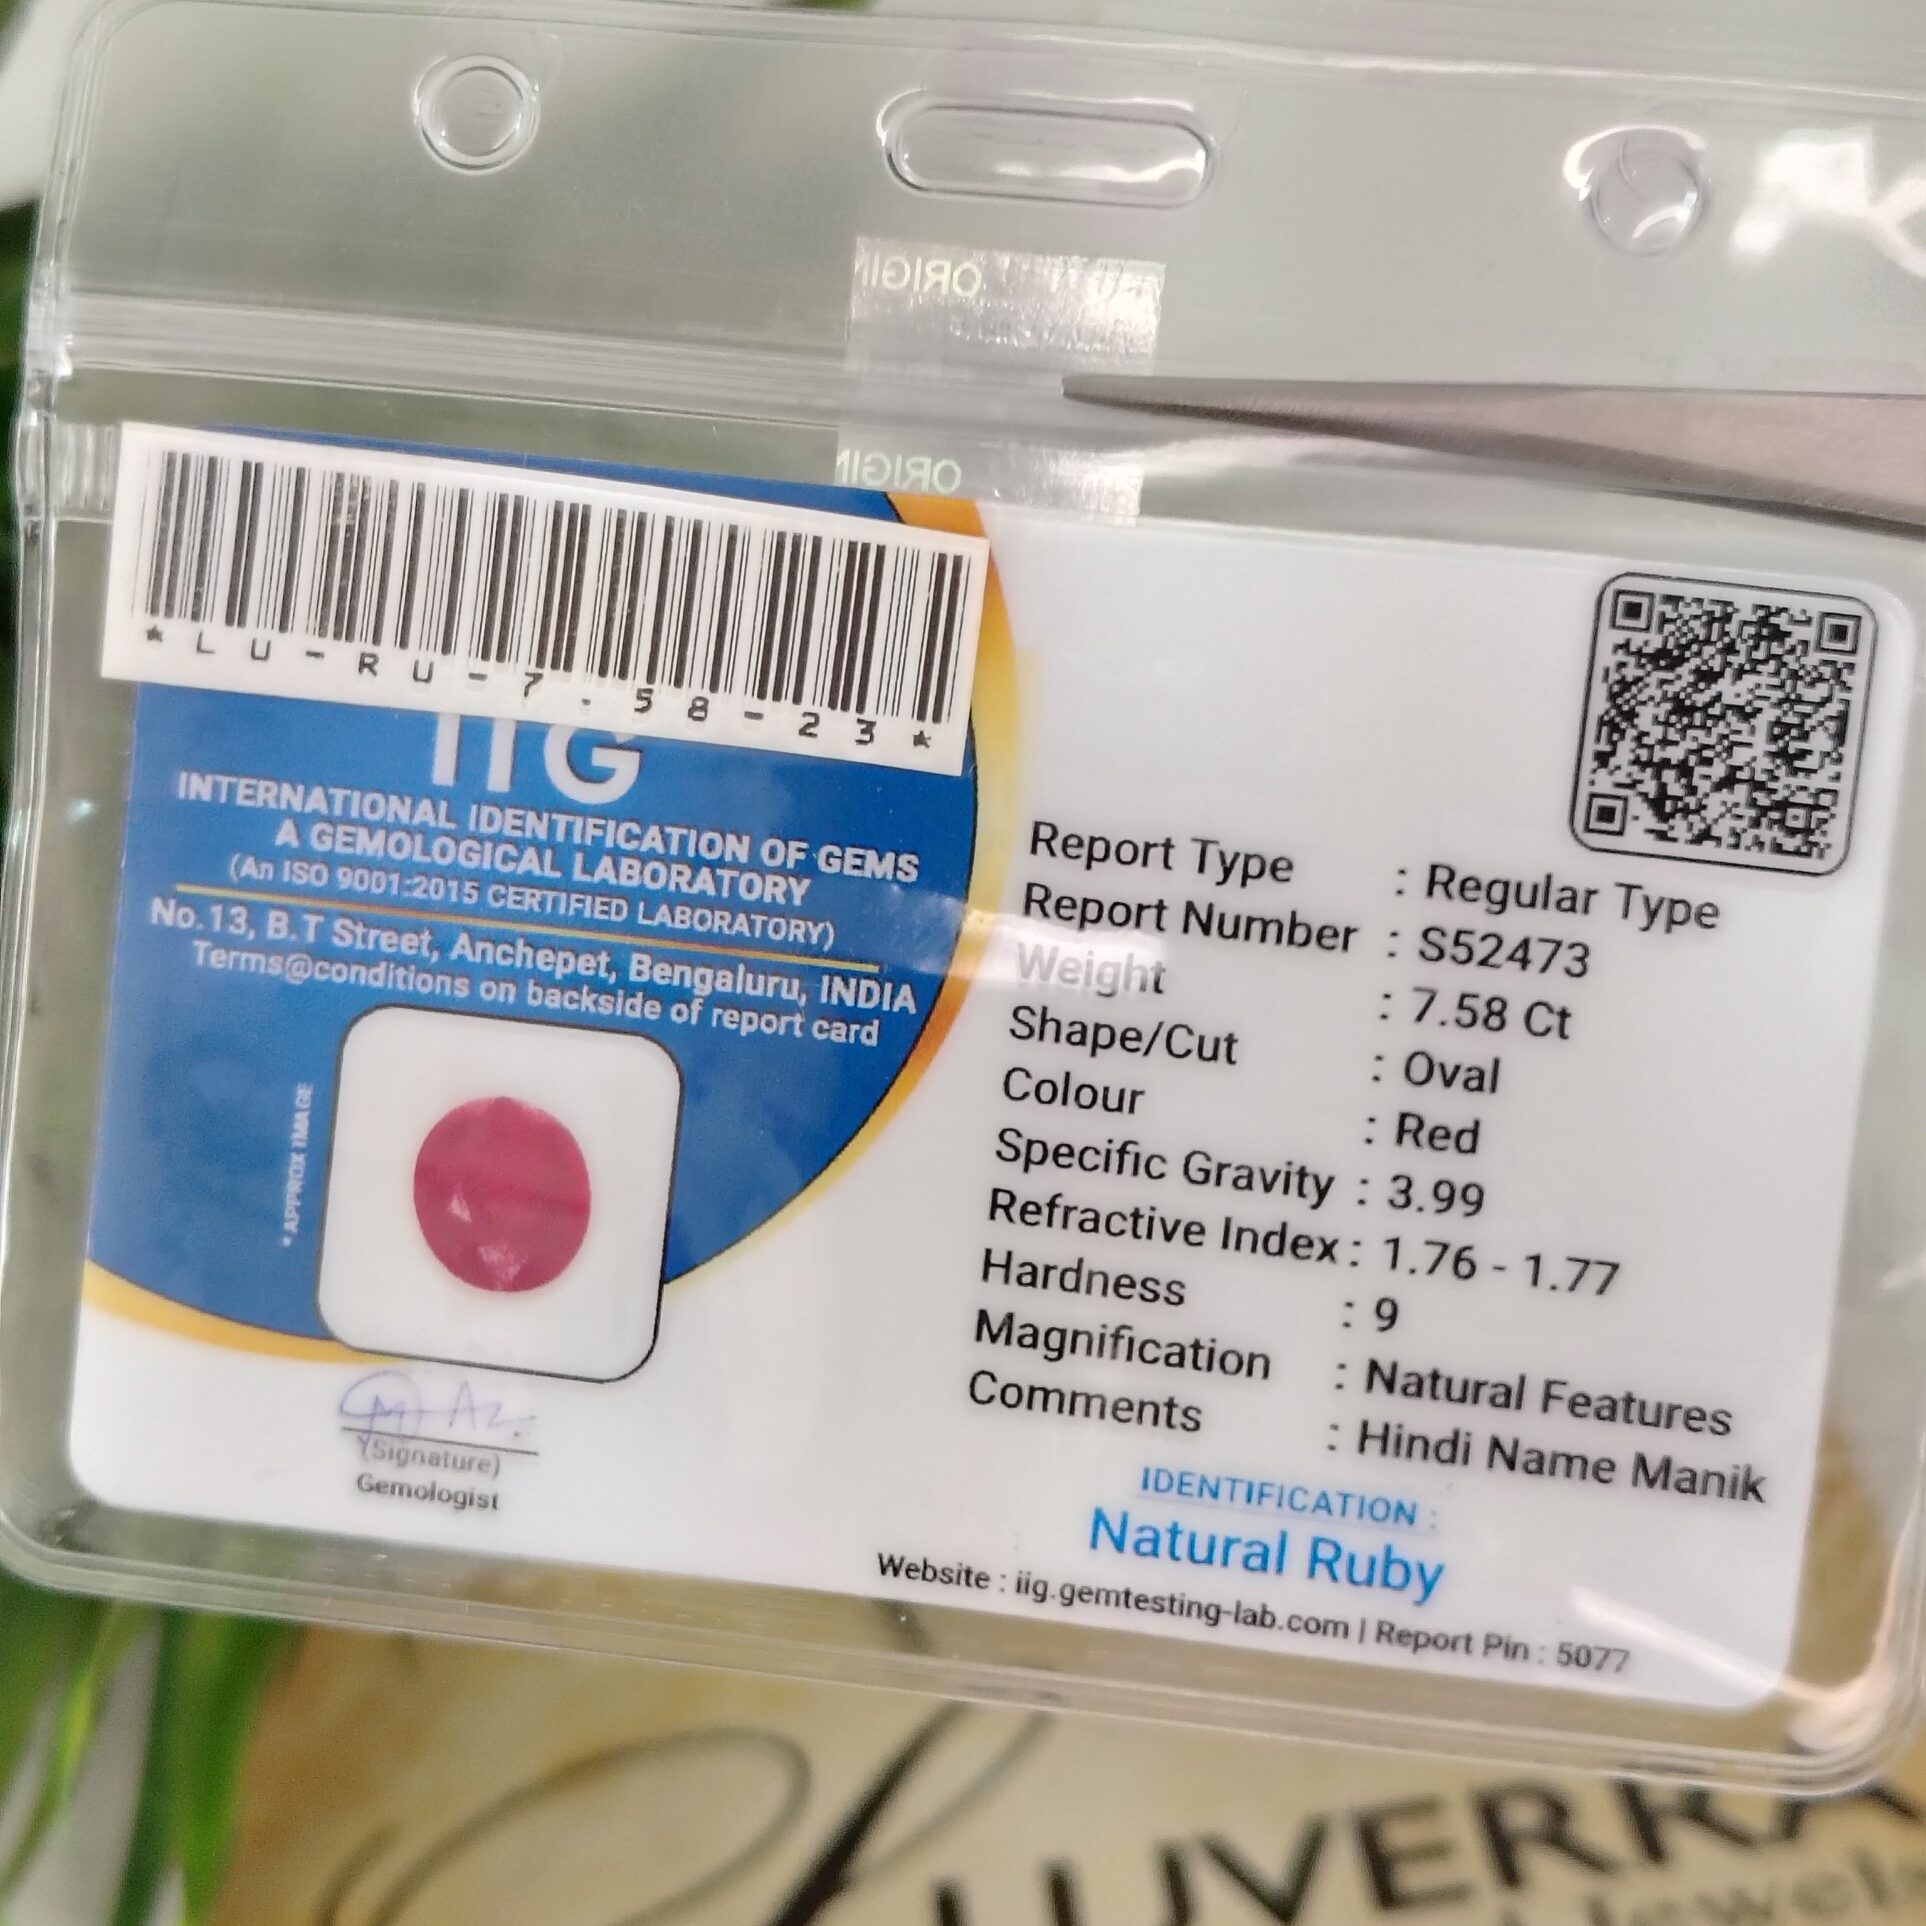 ORIGI
ORIGI
*LU-RU-7.58-23*
IIG
INTERNATIONAL IDENTIFICATION OF GEMS
A GEMOLOGICAL LABORATORY
(An ISO 9001:2015 CERTIFIED LABORATORY)
No.13, B.T Street, Anchepet, Bengaluru, INDIA
Terms@conditions on backside of report card
* APPROX IMAGE
(Signature)
Gemologist
Report Type : Regular Type
Report Number : S52473
Weight : 7.58 Ct
Shape/Cut : Oval
Colour : Red
Specific Gravity : 3.99
Refractive Index : 1.76 - 1.77
Hardness : 9
Magnification : Natural Features
Comments : Hindi Name Manik
IDENTIFICATION :
Natural Ruby
Website : iig.gemtesting-lab.com | Report Pin : 5077
LUVERRA
Jewels